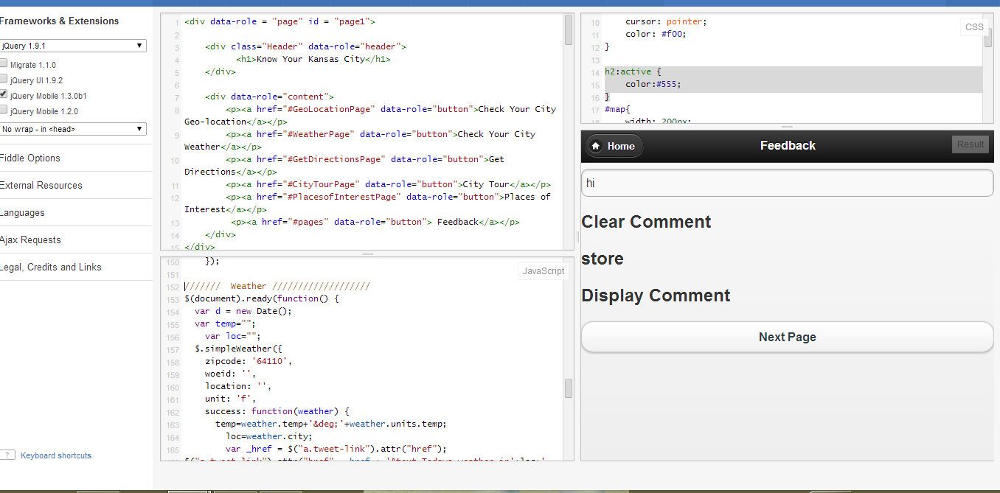 Frameworks & Extensions
jQuery 1.9.1
Migrate 1.1.0
jQuery UI 1.9.2
jQuery Mobile 1.3.0b1
jQuery Mobile 1.2.0
No wrap - in <head>
Fiddle Options
External Resources
Languages
Ajax Requests
Legal, Credits and Links
? Keyboard shortcuts
1 <div data-role = "page" id = "page1">
2
3 <div class="Header" data-role="header">
4 <h1>Know Your Kansas City</h1>
5 </div>
6
7 <div data-role="content">
8 <p><a href="#GeoLocationPage" data-role="button">Check Your City
Geo-location</a></p>
9 <p><a href="#WeatherPage" data-role="button">Check Your City
Weather</a></p>
10 <p><a href="#GetDirectionsPage" data-role="button">Get
Directions</a></p>
11 <p><a href="#CityTourPage" data-role="button">City Tour</a></p>
12 <p><a href="#PlacesofInterestPage" data-role="button">Places of
Interest</a></p>
13 <p><a href="#pages" data-role="button"> Feedback</a></p>
14 </div>
15 </div>
150 });
151
152 /////// Weather ///////////////////
153 $(document).ready(function() {
154 var d = new Date();
155 var temp="";
156 var loc="";
157 $.simpleWeather({
158 zipcode: '64110',
159 woeid: '',
160 location: '',
161 unit: 'f',
162 success: function(weather) {
163 temp=weather.temp+'&deg;'+weather.units.temp;
164 loc=weather.city;
165 var _href = $("a.tweet-link").attr("href");
JavaScript
10 cursor: pointer;
11 color: #f00;
12 }
13
14 h2:active {
15 color:#555;
16 }
17 #map{
18 width: 200px;
CSS
Home
Feedback
Result
hi
Clear Comment
store
Display Comment
Next Page